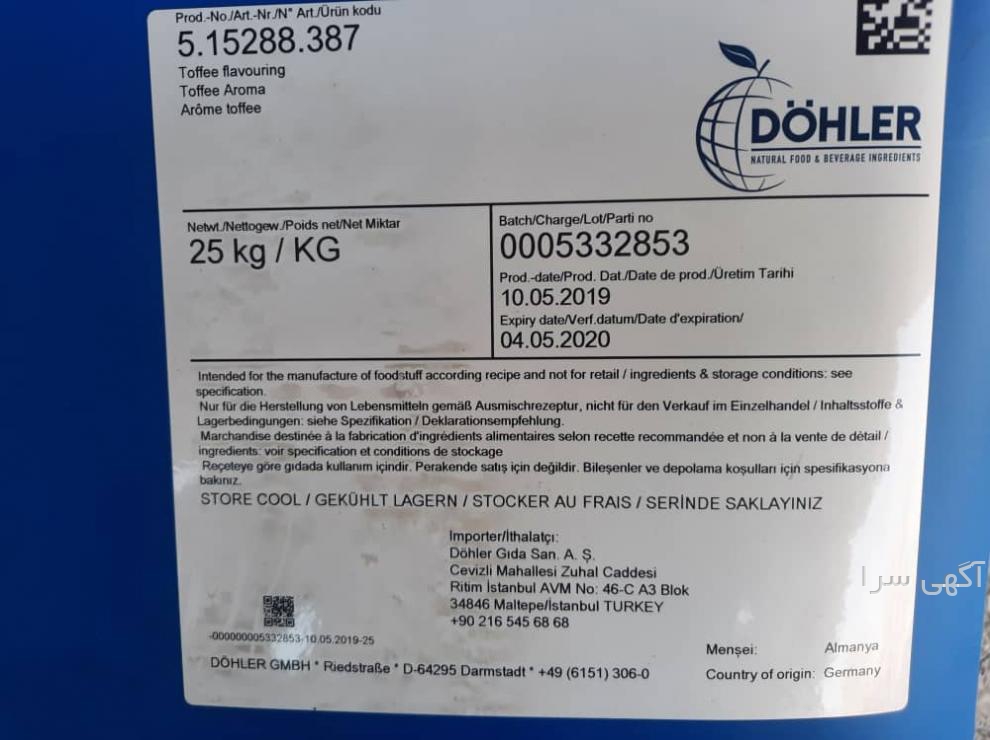 Prod.-No./Art.-Nr./N° Art./Ürün kodu
5.15288.387
Toffee flavouring
Toffee Aroma
Arôme toffee
DÖHLER
NATURAL FOOD & BEVERAGE INGREDIENTS
Netwt./Nettogew./Poids net/Net Miktar
25 kg / KG
Batch/Charge/Lot/Parti no
0005332853
Prod.-date/Prod. Dat./Date de prod./Üretim Tarihi
10.05.2019
Expiry date/Verf.datum/Date d'expiration/
04.05.2020
Intended for the manufacture of foodstuff according recipe and not for retail / ingredients & storage conditions: see
specification.
Nur für die Herstellung von Lebensmitteln gemäß Ausmischrezeptur, nicht für den Verkauf im Einzelhandel / Inhaltsstoffe &
Lagerbedingungen: siehe Spezifikation / Deklarationsempfehlung.
Marchandise destinée à la fabrication d'ingrédients alimentaires selon recette recommandée et non à la vente de détail /
ingredients: voir specification et conditions de stockage
Reçeteye göre gıdada kullanım içindir. Perakende satış için değildir. Bileşenler ve depolama koşulları için spesifikasyona
bakınız.
STORE COOL / GEKÜHLT LAGERN / STOCKER AU FRAIS / SERİNDE SAKLAYINIZ
Importer/İthalatçı:
Döhler Gıda San. A. Ş.
Cevizli Mahallesi Zuhal Caddesi
Ritim İstanbul AVM No: 46-C A3 Blok
34846 Maltepe/İstanbul TURKEY
+90 216 545 68 68
آگهی سرا
-000000005332853-10.05.2019-25
DÖHLER GMBH * Riedstraße * D-64295 Darmstadt * +49 (6151) 306-0
Menşei: Almanya
Country of origin: Germany